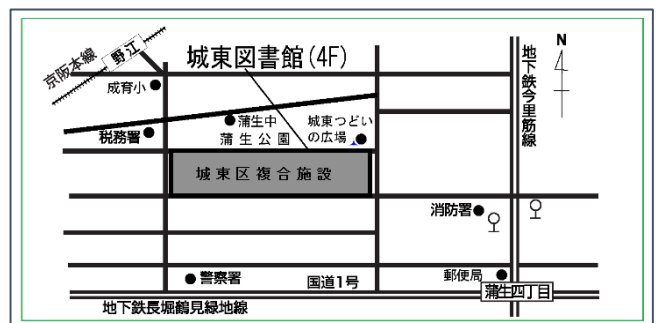 京阪本線
野江
城東図書館(4F)
N
成育小
地下鉄今里筋線
税務署
蒲生中
蒲生公園
城東つどい
の広場
城東区複合施設
消防署
警察署
国道1号
郵便局
蒲生四丁目
地下鉄長堀鶴見緑地線